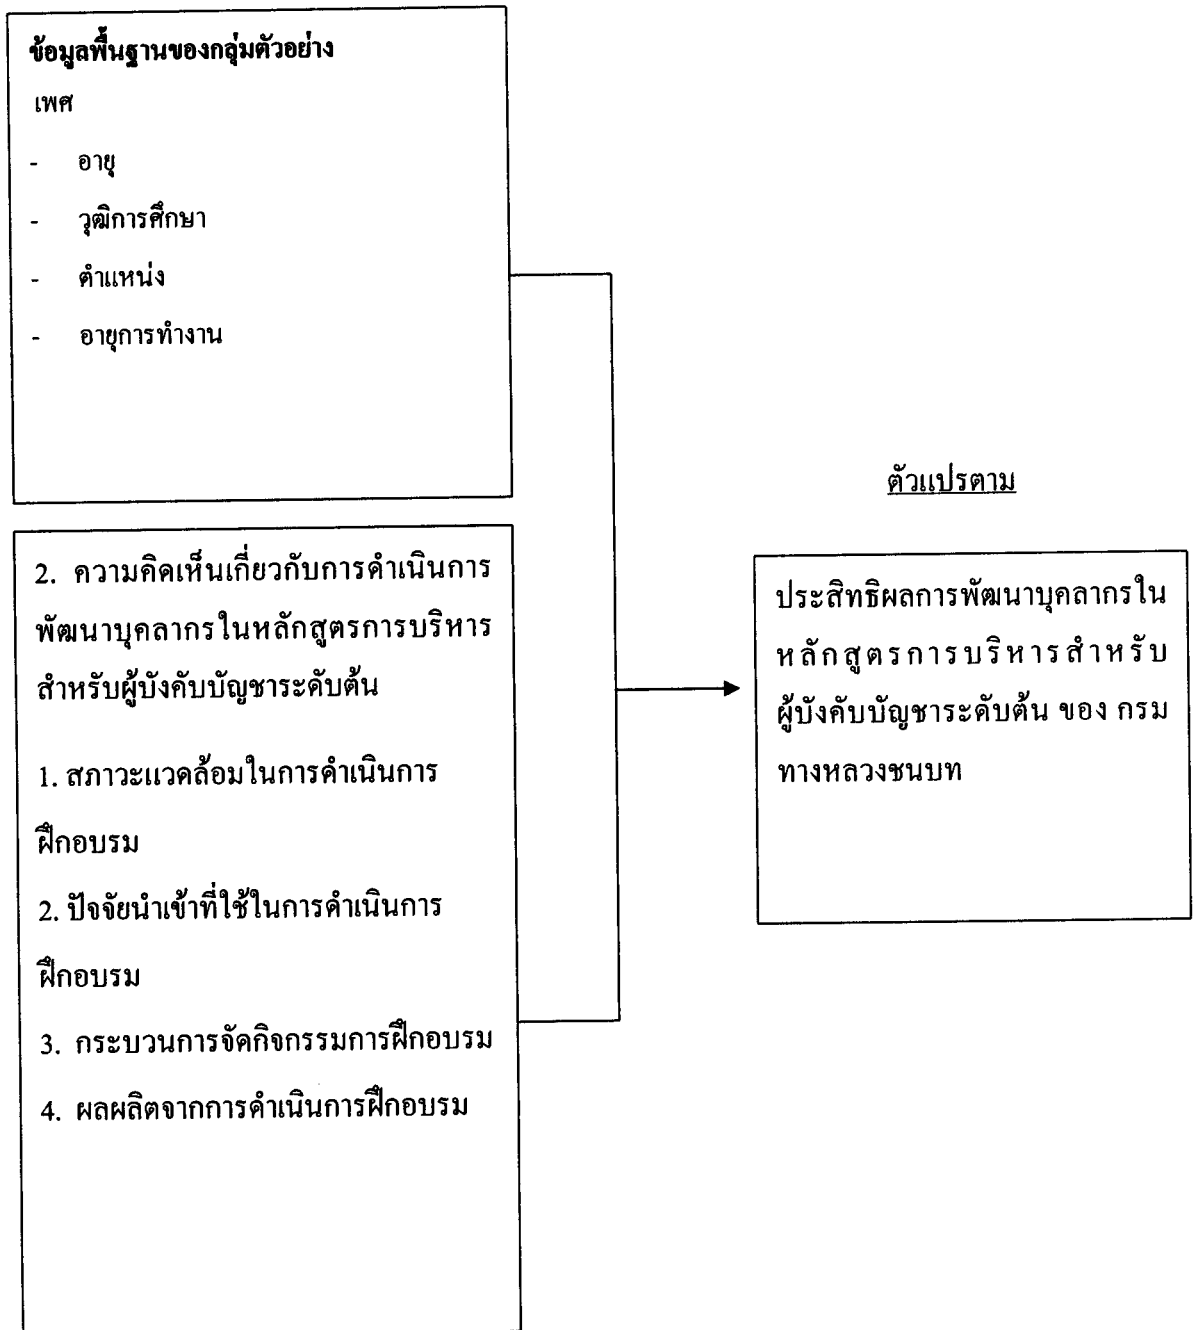 ข้อมูลพื้นฐานของกลุ่มตัวอย่าง
เพศ
- อายุ
- วุฒิการศึกษา
- ตำแหน่ง
- อายุการทำงาน
2. ความคิดเห็นเกี่ยวกับการดำเนินการ
พัฒนาบุคลากรในหลักสูตรการบริหาร
สำหรับผู้บังคับบัญชาระดับต้น
1. สภาวะแวดล้อมในการดำเนินการ
ฝึกอบรม
2. ปัจจัยนำเข้าที่ใช้ในการดำเนินการ
ฝึกอบรม
3. กระบวนการจัดกิจกรรมการฝึกอบรม
4. ผลผลิตจากการดำเนินการฝึกอบรม
ตัวแปรตาม
ประสิทธิผลการพัฒนาบุคลากรใน
หลักสูตรการบริหารสำหรับ
ผู้บังคับบัญชาระดับต้น ของ กรม
ทางหลวงชนบท